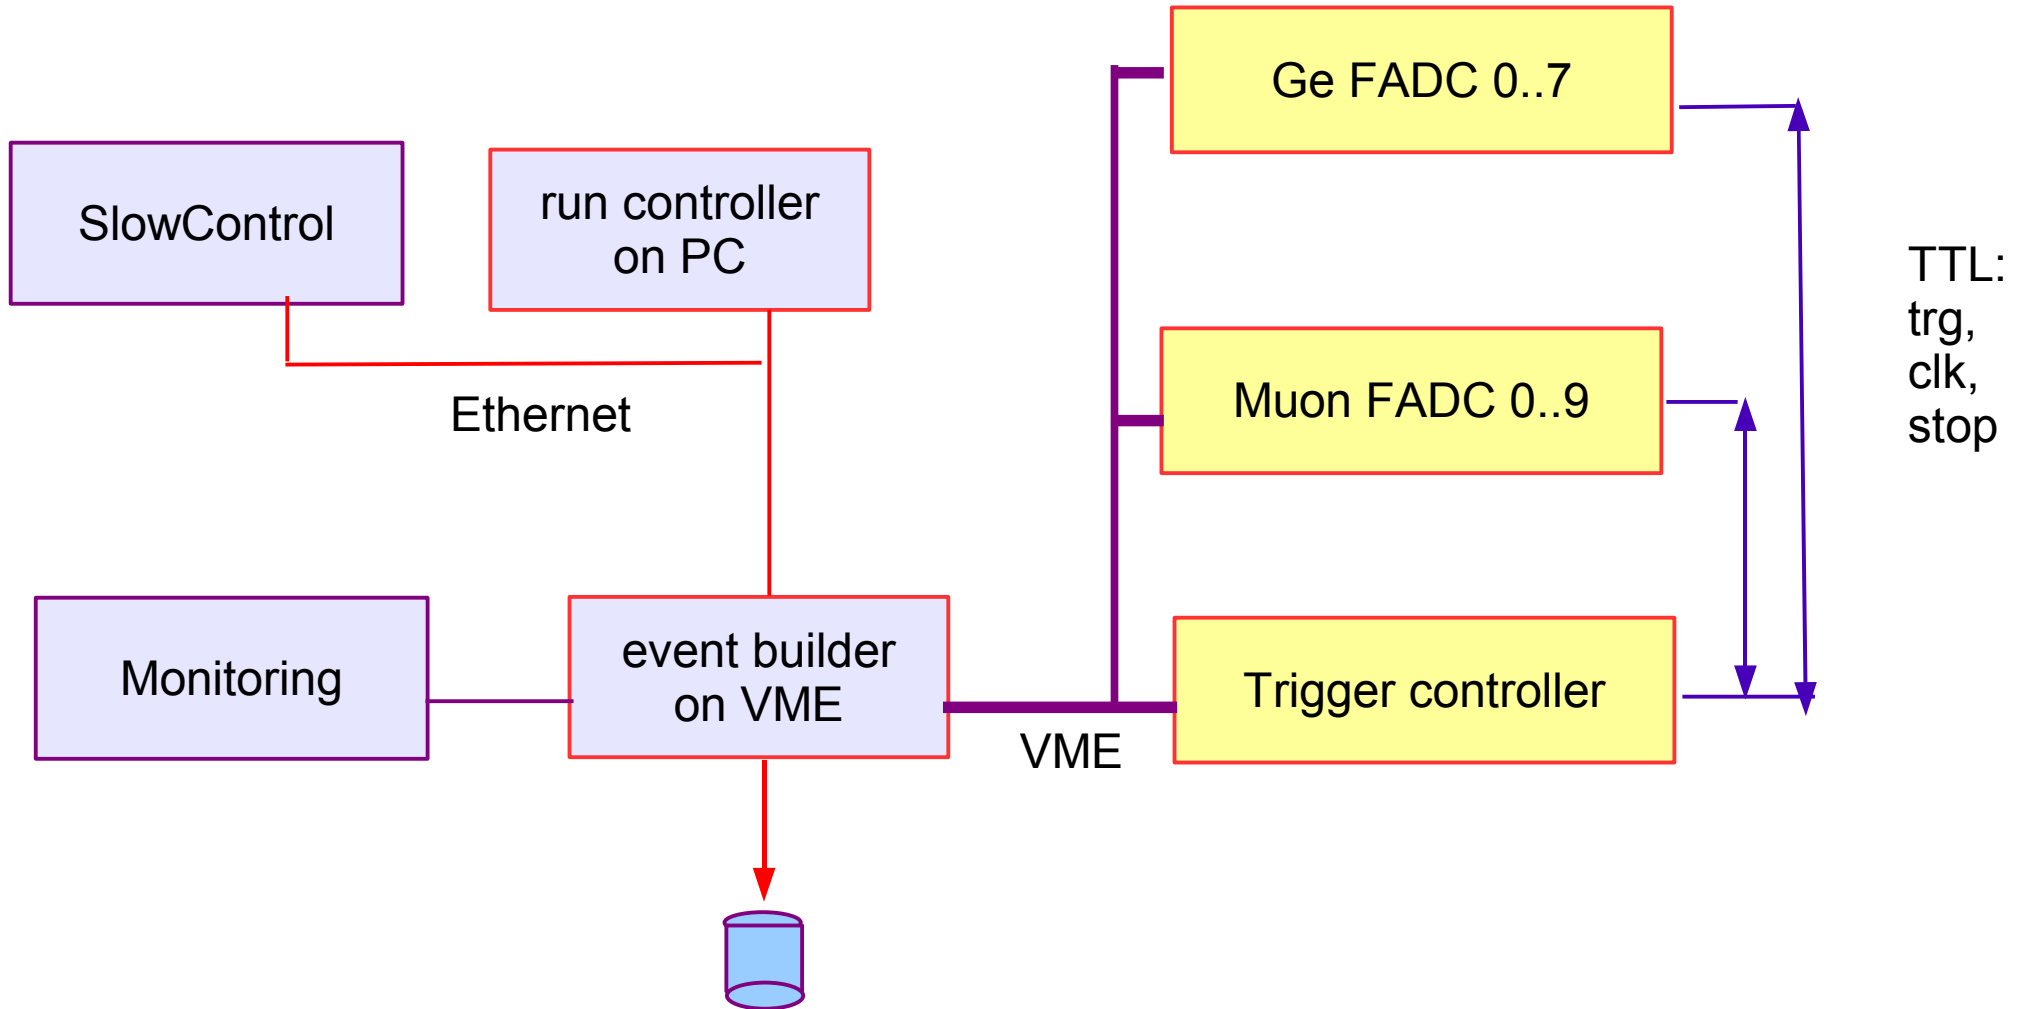 Ge FADC 0..7
SlowControl
run controller
on PC
TTL:
trg,
clk,
stop
Muon FADC 0..9
Ethernet
Monitoring
event builder
on VME
Trigger controller
VME